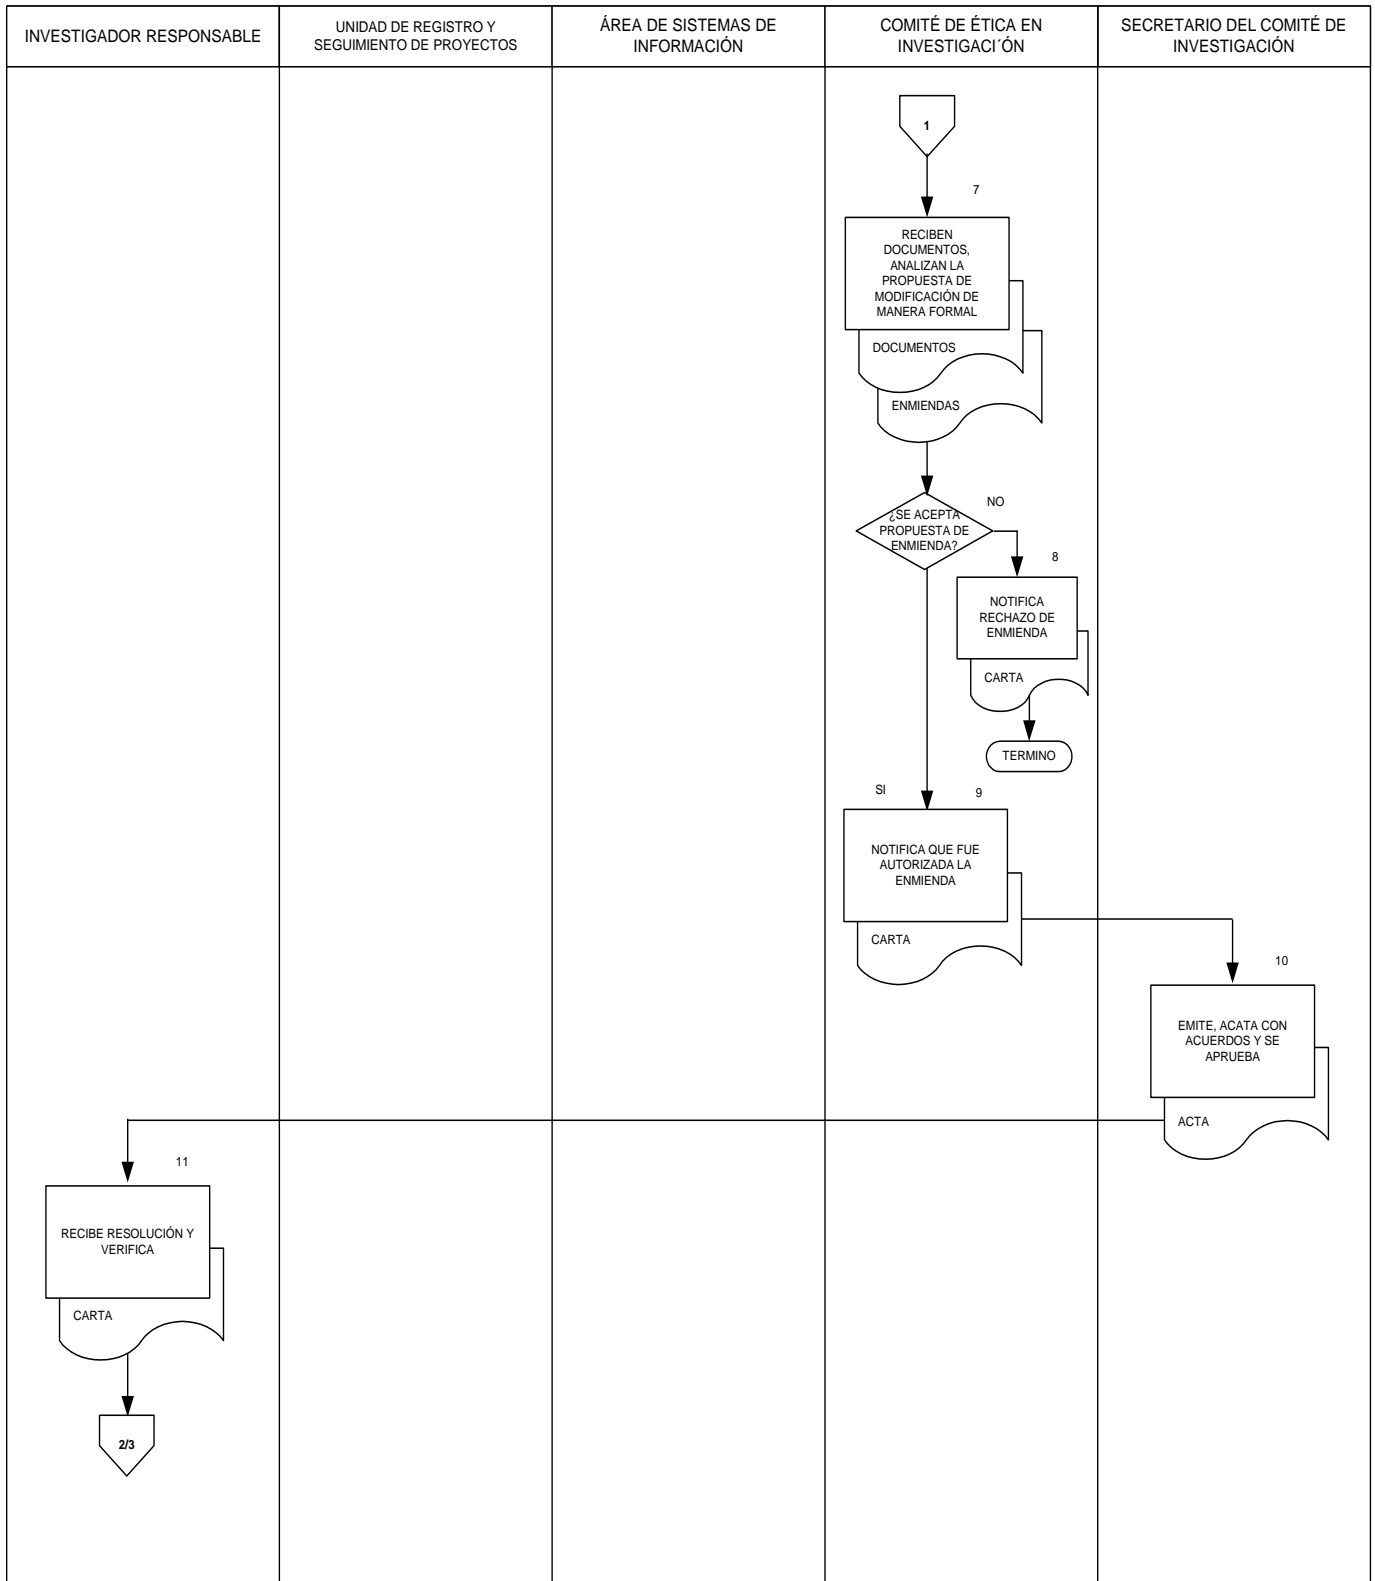 INVESTIGADOR RESPONSABLE
UNIDAD DE REGISTRO Y
SEGUIMIENTO DE PROYECTOS
ÁREA DE SISTEMAS DE
INFORMACIÓN
COMITÉ DE ÉTICA EN
INVESTIGACI´ÓN
SECRETARIO DEL COMITÉ DE
INVESTIGACIÓN
1
7
RECIBEN
DOCUMENTOS,
ANALIZAN LA
PROPUESTA DE
MODIFICACIÓN DE
MANERA FORMAL
DOCUMENTOS
ENMIENDAS
¿SE ACEPTA
PROPUESTA DE
ENMIENDA?
NO
8
NOTIFICA
RECHAZO DE
ENMIENDA
CARTA
TERMINO
SI
9
NOTIFICA QUE FUE
AUTORIZADA LA
ENMIENDA
CARTA
10
EMITE, ACATA CON
ACUERDOS Y SE
APRUEBA
ACTA
11
RECIBE RESOLUCIÓN Y
VERIFICA
CARTA
2/3